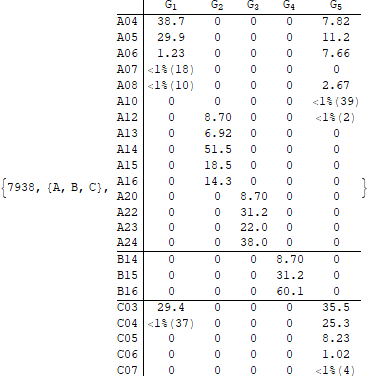 G₁ G₂ G₃ G₄ G₅
A04 38.7 0 0 0 7.82
A05 29.9 0 0 0 11.2
A06 1.23 0 0 0 7.66
A07 <1%(18) 0 0 0 0
A08 <1%(10) 0 0 0 2.67
A10 0 0 0 0 <1%(39)
A12 0 8.70 0 0 <1%(2)
A13 0 6.92 0 0 0
A14 0 51.5 0 0 0
A15 0 18.5 0 0 0
{7938, {A, B, C}, A16 0 14.3 0 0 0 }
A20 0 0 8.70 0 0
A22 0 0 31.2 0 0
A23 0 0 22.0 0 0
A24 0 0 38.0 0 0
B14 0 0 0 8.70 0
B15 0 0 0 31.2 0
B16 0 0 0 60.1 0
C03 29.4 0 0 0 35.5
C04 <1%(37) 0 0 0 25.3
C05 0 0 0 0 8.23
C06 0 0 0 0 1.02
C07 0 0 0 0 <1%(4)